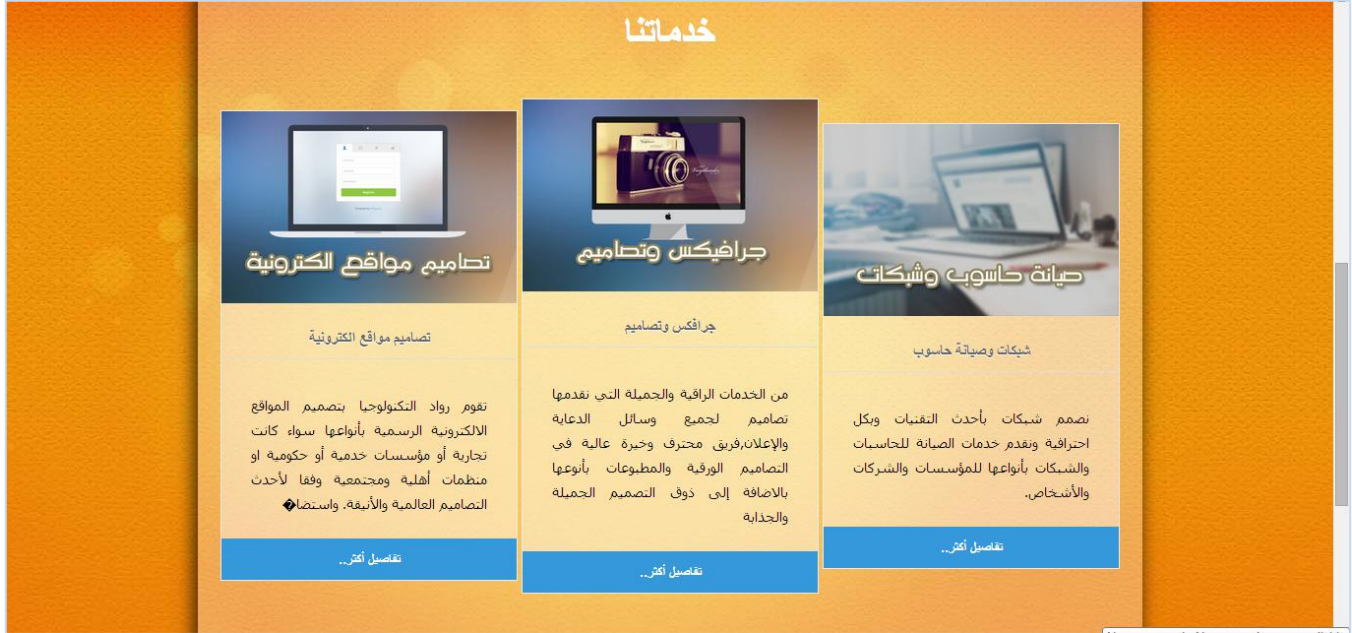 خدماتنا
صيانة حاسوب وشبكات
شبكات وصيانة حاسوب
نصمم شبكات بأحدث التقنيات وبكل
احترافية ونقدم خدمات الصيانة للحاسبات
والشبكات بأنواعها للمؤسسات والشركات
والأشخاص.
تفاصيل أكثر..
جرافيكس وتصاميم
جرافكس وتصاميم
من الخدمات الراقية والجميلة التي نقدمها
تصاميم لجميع وسائل الدعاية
والإعلان,فريق محترف وخبرة عالية في
التصاميم الورقية والمطبوعات بأنوعها
بالاضافة إلى ذوق التصميم الجميلة
والجذابة
تفاصيل أكثر..
تصاميم مواقع الكترونية
تصاميم مواقع الكترونية
تقوم رواد التكنولوجيا بتصميم المواقع
الالكترونية الرسمية بأنواعها سواء كانت
تجارية أو مؤسسات خدمية أو حكومية او
منظمات أهلية ومجتمعية وفقا لأحدث
التصاميم العالمية والأنيقة. واستضا�
تفاصيل أكثر..